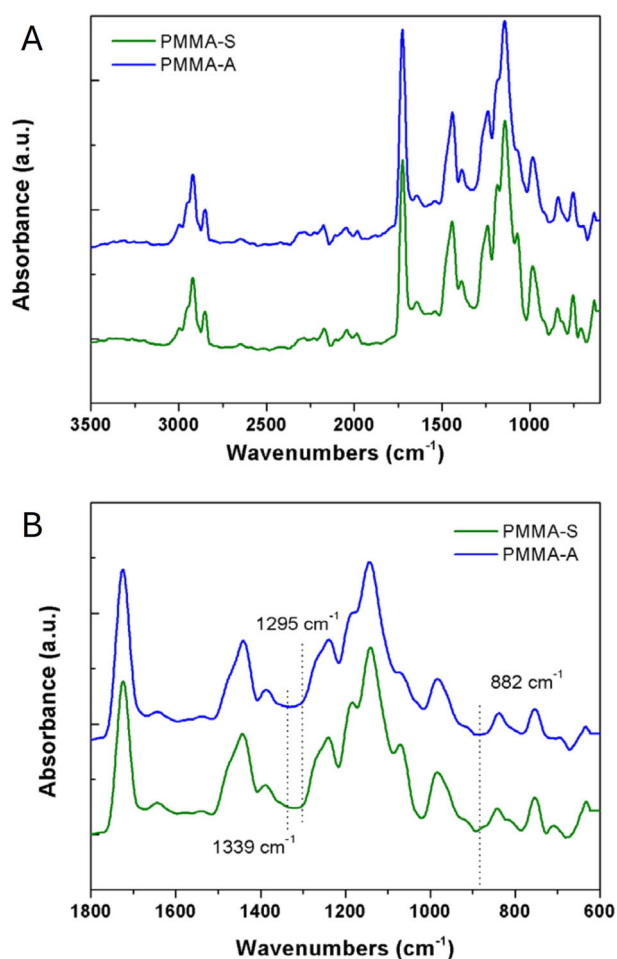 A
PMMA-S
PMMA-A
Absorbance (a.u.)
3500 3000 2500 2000 1500 1000
Wavenumbers (cm⁻¹)
B
PMMA-S
PMMA-A
1295 cm⁻¹
882 cm⁻¹
Absorbance (a.u.)
1339 cm⁻¹
1800 1600 1400 1200 1000 800 600
Wavenumbers (cm⁻¹)